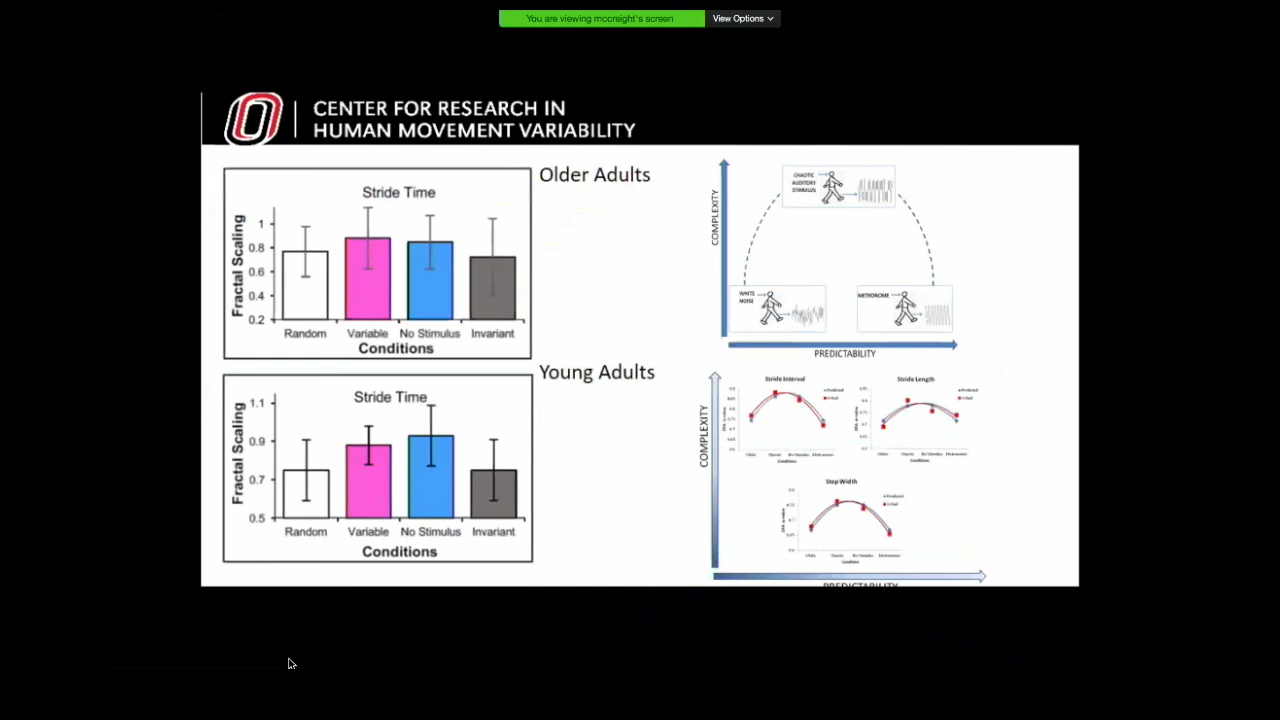 You are viewing mccreight's screen
View Options
CENTER FOR RESEARCH IN
HUMAN MOVEMENT VARIABILITY
Older Adults
Stride Time
Fractal Scaling
1
0.8
0.6
0.4
0.2
Random Variable No Stimulus Invariant
Conditions
Young Adults
Stride Time
Fractal Scaling
1.1
0.9
0.7
0.5
Random Variable No Stimulus Invariant
Conditions
COMPLEXITY
CHAOTIC
AUDITORY
STIMULUS
WHITE
NOISE
METRONOME
PREDICTABILITY
COMPLEXITY
Stride Interval
Stride Length
Step Width
PREDICTABILITY